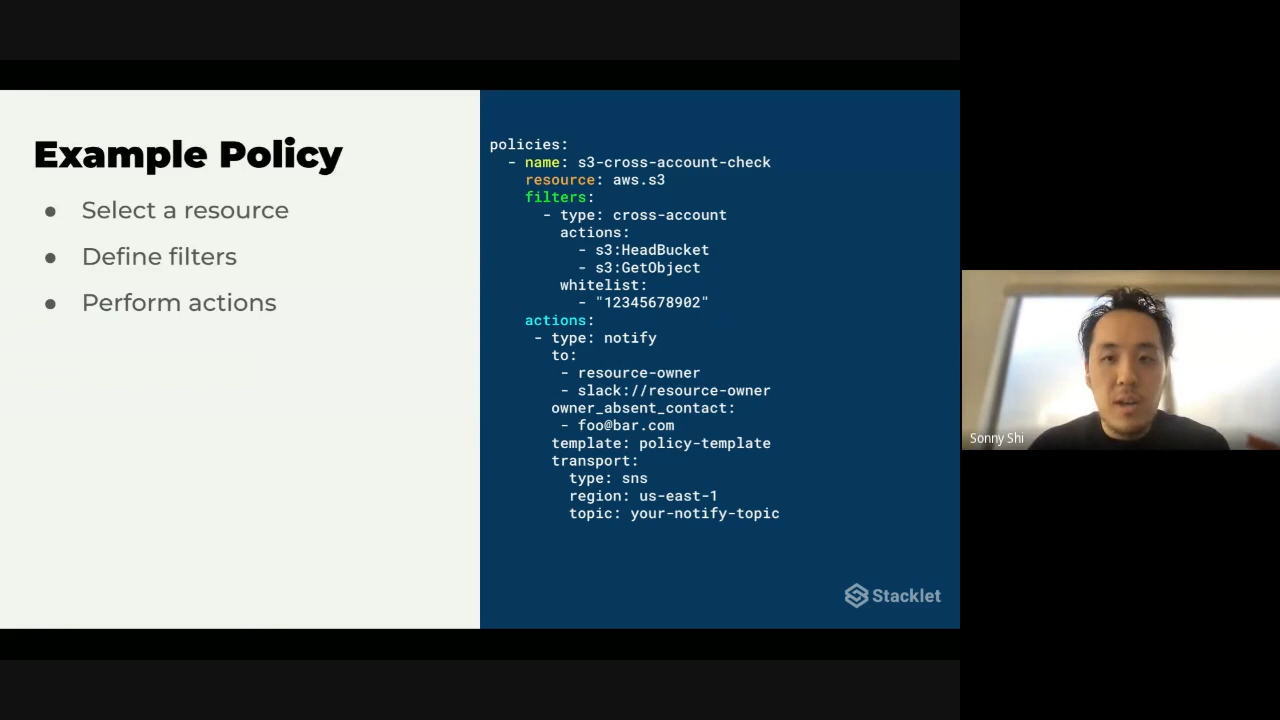 Example Policy
● Select a resource
● Define filters
● Perform actions
policies:
  - name: s3-cross-account-check
    resource: aws.s3
    filters:
      - type: cross-account
        actions:
          - s3:HeadBucket
          - s3:GetObject
        whitelist:
          - "12345678902"
    actions:
     - type: notify
       to:
        - resource-owner
        - slack://resource-owner
       owner_absent_contact:
        - foo@bar.com
       template: policy-template
       transport:
         type: sns
         region: us-east-1
         topic: your-notify-topic
Stacklet
Sonny Shi